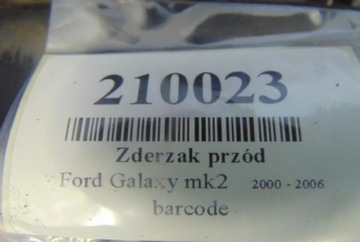 210023
Zderzak przód
Ford Galaxy mk2 2000 - 2006
barcode